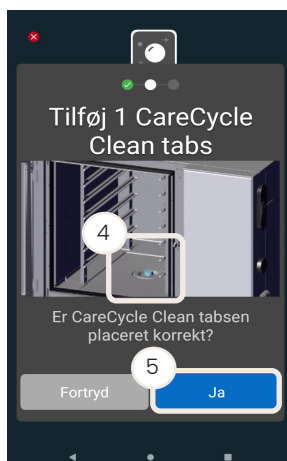 Tilføj 1 CareCycle
Clean tabs
4
Er CareCycle Clean tabsen
placeret korrekt?
5
Fortryd
Ja